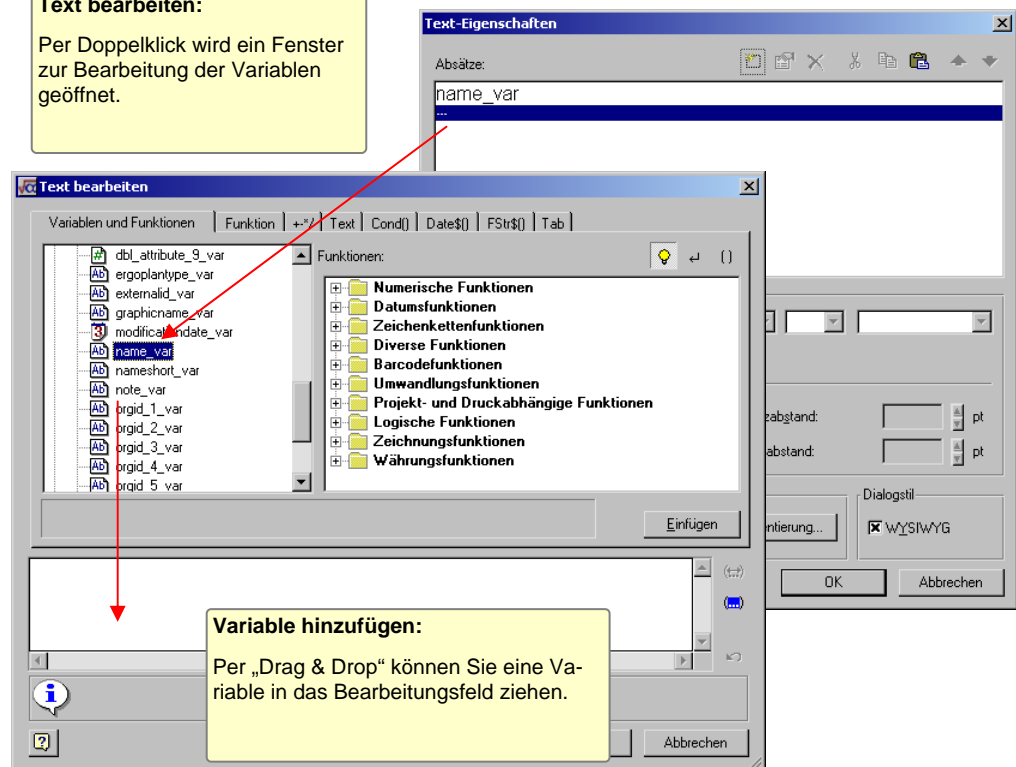 Text bearbeiten:
Per Doppelklick wird ein Fenster
zur Bearbeitung der Variablen
geöffnet.
Text-Eigenschaften
Absätze:
name_var
...
Text bearbeiten
Variablen und Funktionen Funktion +-*/ Text Cond() Date$() FStr$() Tab
dbl_attribute_9_var
ergoplantype_var
externalid_var
graphicname_var
modificationdate_var
name_var
nameshort_var
note_var
orgid_1_var
orgid_2_var
orgid_3_var
orgid_4_var
orgid_5_var
Funktionen:
Numerische Funktionen
Datumsfunktionen
Zeichenkettenfunktionen
Diverse Funktionen
Barcodefunktionen
Umwandlungsfunktionen
Projekt- und Druckabhängige Funktionen
Logische Funktionen
Zeichnungsfunktionen
Währungsfunktionen
Einfügen
zabstand: pt
abstand: pt
ntierung...
Dialogstil
WYSIWYG
OK Abbrechen
Variable hinzufügen:
Per „Drag & Drop“ können Sie eine Va-
riable in das Bearbeitungsfeld ziehen.
Abbrechen